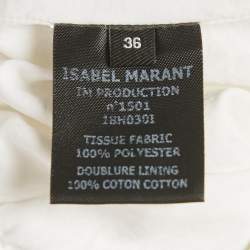 36
ISABEL MARANT
IN PRODUCTION
n°1501
18H0301
TISSUE FABRIC
100% POLYESTER
DOUBLURE LINING
100% COTON COTTON